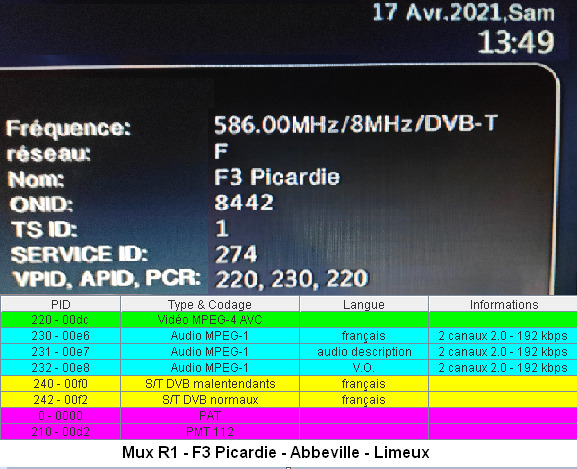 17 Avr.2021,Sam
13:49
Fréquence: 586.00MHz/8MHz/DVB-T
réseau: F
Nom: F3 Picardie
ONID: 8442
TS ID: 1
SERVICE ID: 274
VPID, APID, PCR: 220, 230, 220
PID Type & Codage Langue Informations
220 - 00dc Vidéo MPEG-4 AVC
230 - 00e6 Audio MPEG-1 français 2 canaux 2.0 - 192 kbps
231 - 00e7 Audio MPEG-1 audio description 2 canaux 2.0 - 192 kbps
232 - 00e8 Audio MPEG-1 V.O. 2 canaux 2.0 - 192 kbps
240 - 00f0 S/T DVB malentendants français
242 - 00f2 S/T DVB normaux français
0 - 0000 PAT
210 - 00d2 PMT 112
Mux R1 - F3 Picardie - Abbeville - Limeux